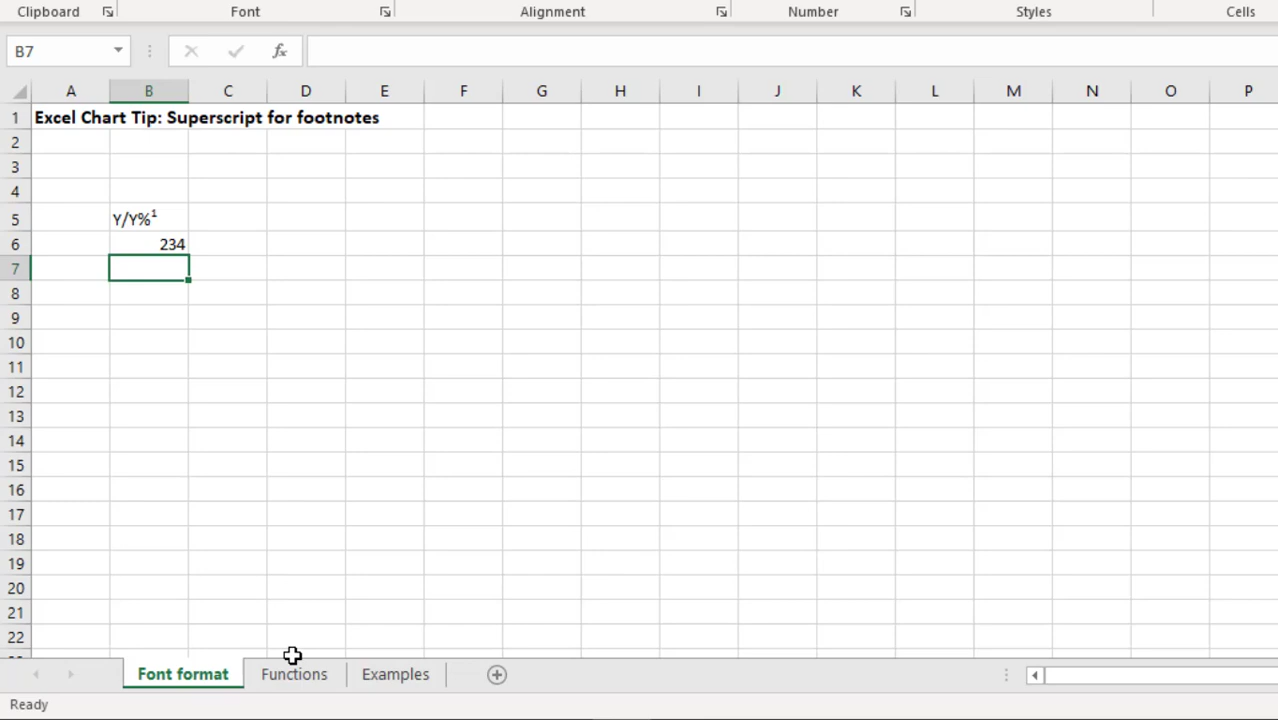 Clipboard Font Alignment Number Styles Cells
B7 fx
A B C D E F G H I J K L M N O P
1 Excel Chart Tip: Superscript for footnotes
2
3
4
5 Y/Y%¹
6 234
7
8
9
10
11
12
13
14
15
16
17
18
19
20
21
22
Font format Functions Examples
Ready